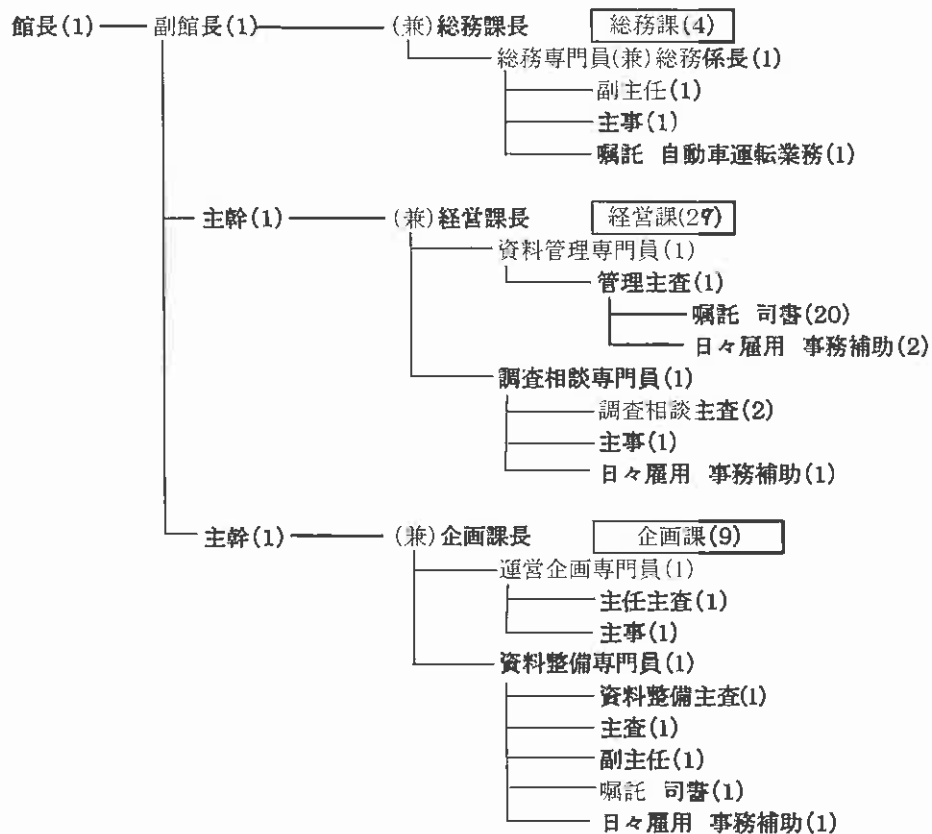 館長(1) 副館長(1) (兼)総務課長 総務課(4)
総務専門員(兼)総務係長(1)
副主任(1)
主事(1)
嘱託 自動車運転業務(1)
主幹(1) (兼)経営課長 経営課(27)
資料管理専門員(1)
管理主査(1)
嘱託 司書(20)
日々雇用 事務補助(2)
調査相談専門員(1)
調査相談主査(2)
主事(1)
日々雇用 事務補助(1)
主幹(1) (兼)企画課長 企画課(9)
運営企画専門員(1)
主任主査(1)
主事(1)
資料整備専門員(1)
資料整備主査(1)
主査(1)
副主任(1)
嘱託 司書(1)
日々雇用 事務補助(1)